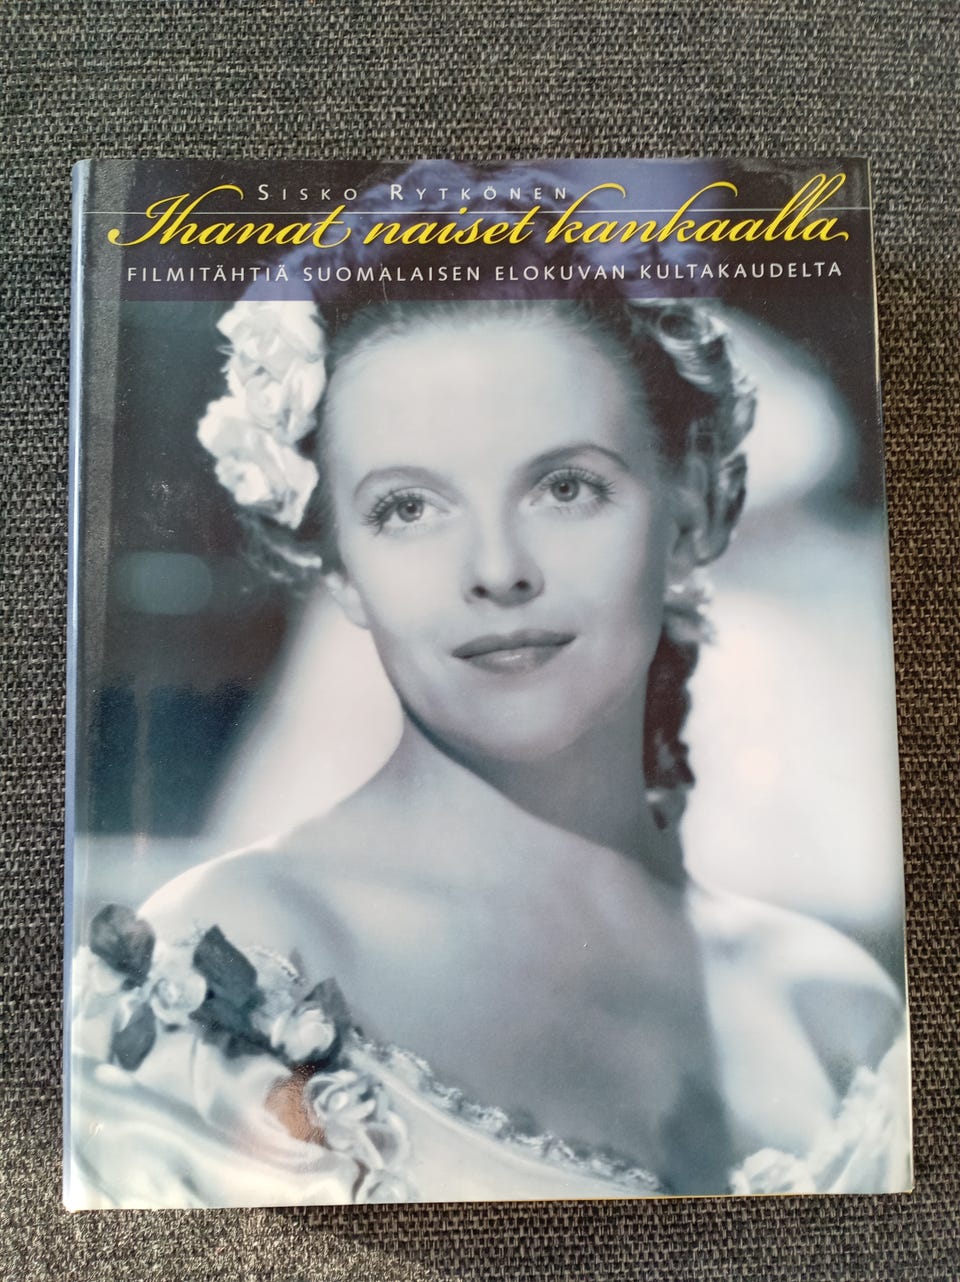 SISKO RYTKÖNEN
Ihanat naiset kankaalla
FILMITÄHTIÄ SUOMALAISEN ELOKUVAN KULTAKAUDELTA